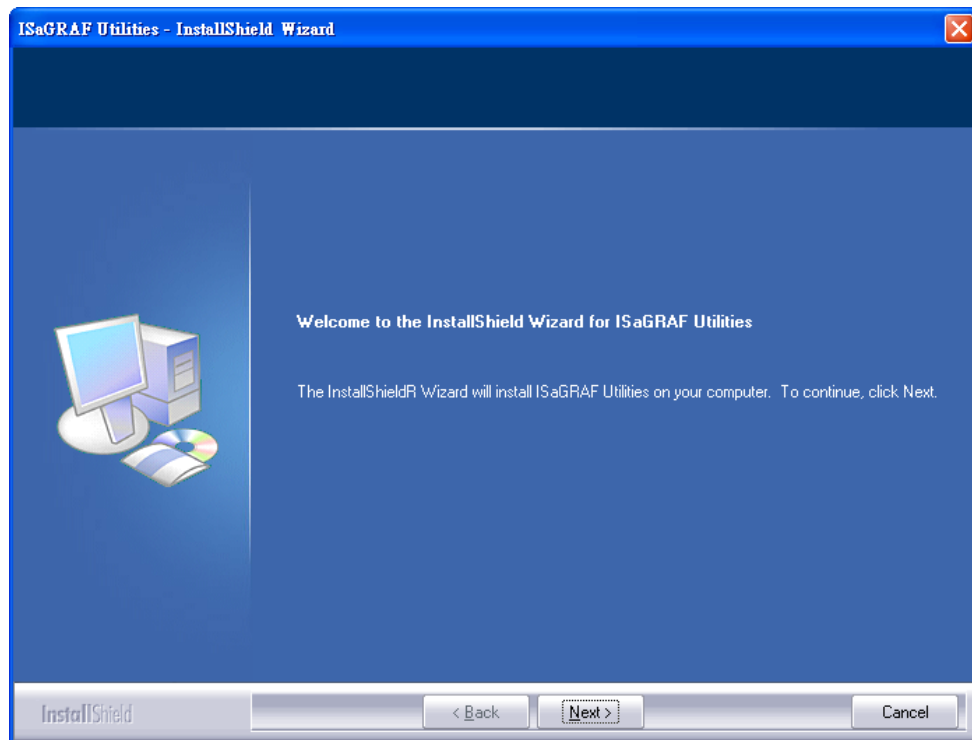 ISaGRAF Utilities - InstallShield Wizard
Welcome to the InstallShield Wizard for ISaGRAF Utilities
The InstallShieldR Wizard will install ISaGRAF Utilities on your computer. To continue, click Next.
InstallShield
< Back
Next >
Cancel